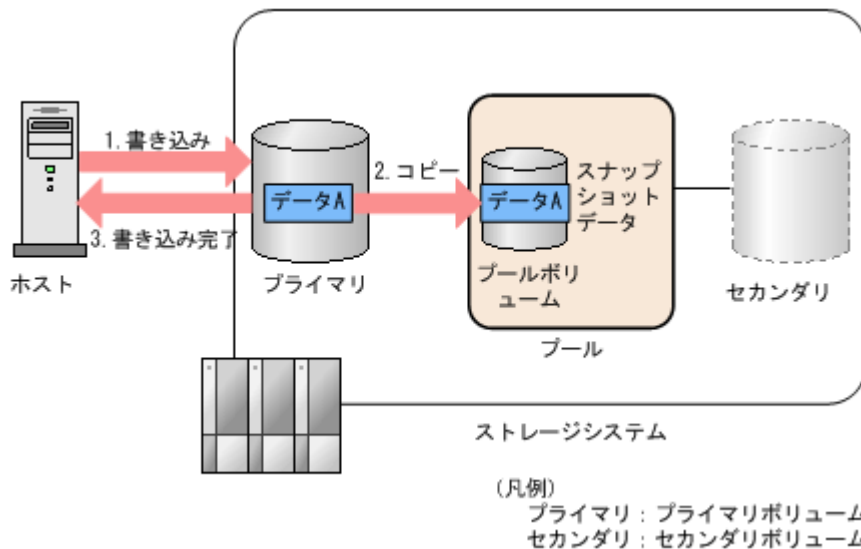 1.書き込み
データA
3.書き込み完了
ホスト
プライマリ
2.コピー
データA
スナップ
ショット
データ
プールボリ
ューム
プール
セカンダリ
ストレージシステム
(凡例)
プライマリ：プライマリボリューム
セカンダリ：セカンダリボリューム